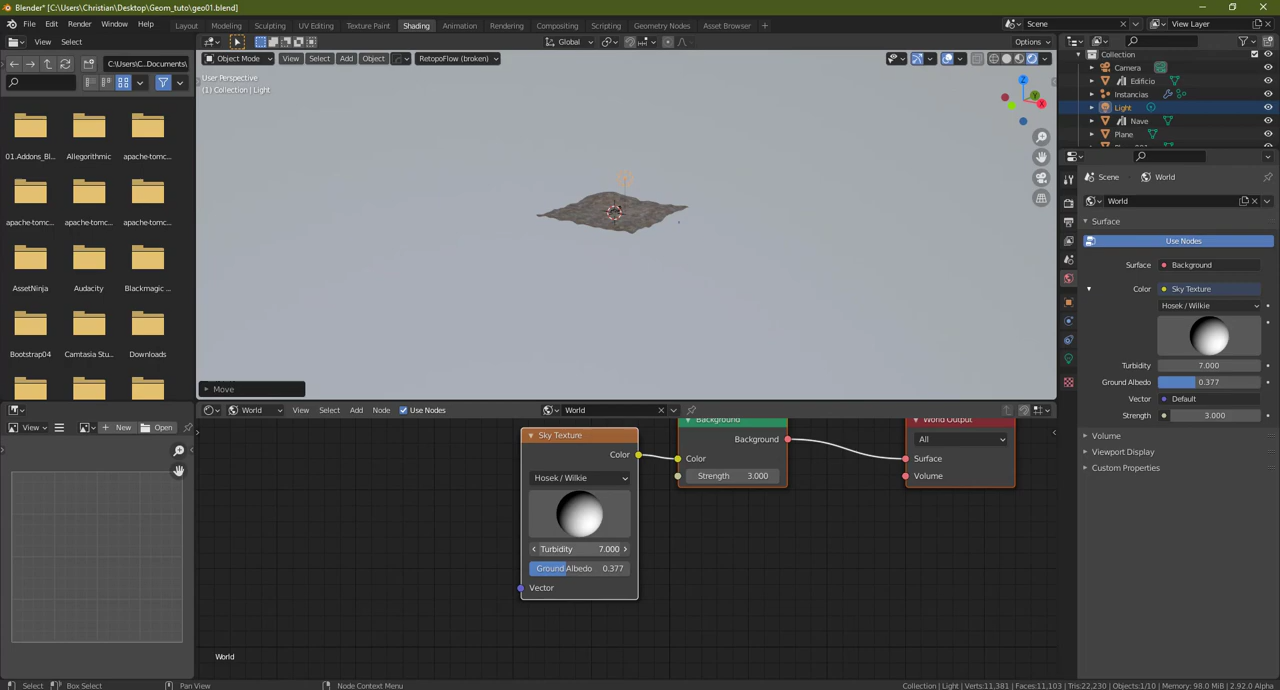 Blender* [C:\Users\Christian\Desktop\Geom_tuto\geo01.blend]
File Edit Render Window Help Layout Modeling Sculpting UV Editing Texture Paint Shading Animation Rendering Compositing Scripting Geometry Nodes Asset Browser + Scene View Layer
View Select Global Options
C:\Users\C...Documents\ Object Mode View Select Add Object RetopoFlow (broken)
User Perspective
(1) Collection | Light
Collection
Camera
Edificio
Instancias
Light
Nave
Plane
01.Addons_Bl... Allegorithmic apache-tomc...
apache-tomc... apache-tomc... apache-tomc...
AssetNinja Audacity Blackmagic ...
Bootstrap04 Camtasia Stu... Downloads
Scene World
World
Surface
Use Nodes
Surface Background
Color Sky Texture
Hosek / Wilkie
Turbidity 7.000
Ground Albedo 0.377
Vector Default
Strength 3.000
Volume
Viewport Display
Custom Properties
Move
World View Select Add Node Use Nodes World
View New Open
Sky Texture
Color
Hosek / Wilkie
Turbidity 7.000
Ground Albedo 0.377
Vector
Background
Background
Color
Strength 3.000
World Output
All
Surface
Volume
World
Select Box Select Pan View Node Context Menu Collection | Light | Verts:11,381 | Faces:11,103 | Tris:22,230 | Objects:1/10 | Memory: 98.0 MiB | 2.92.0 Alpha